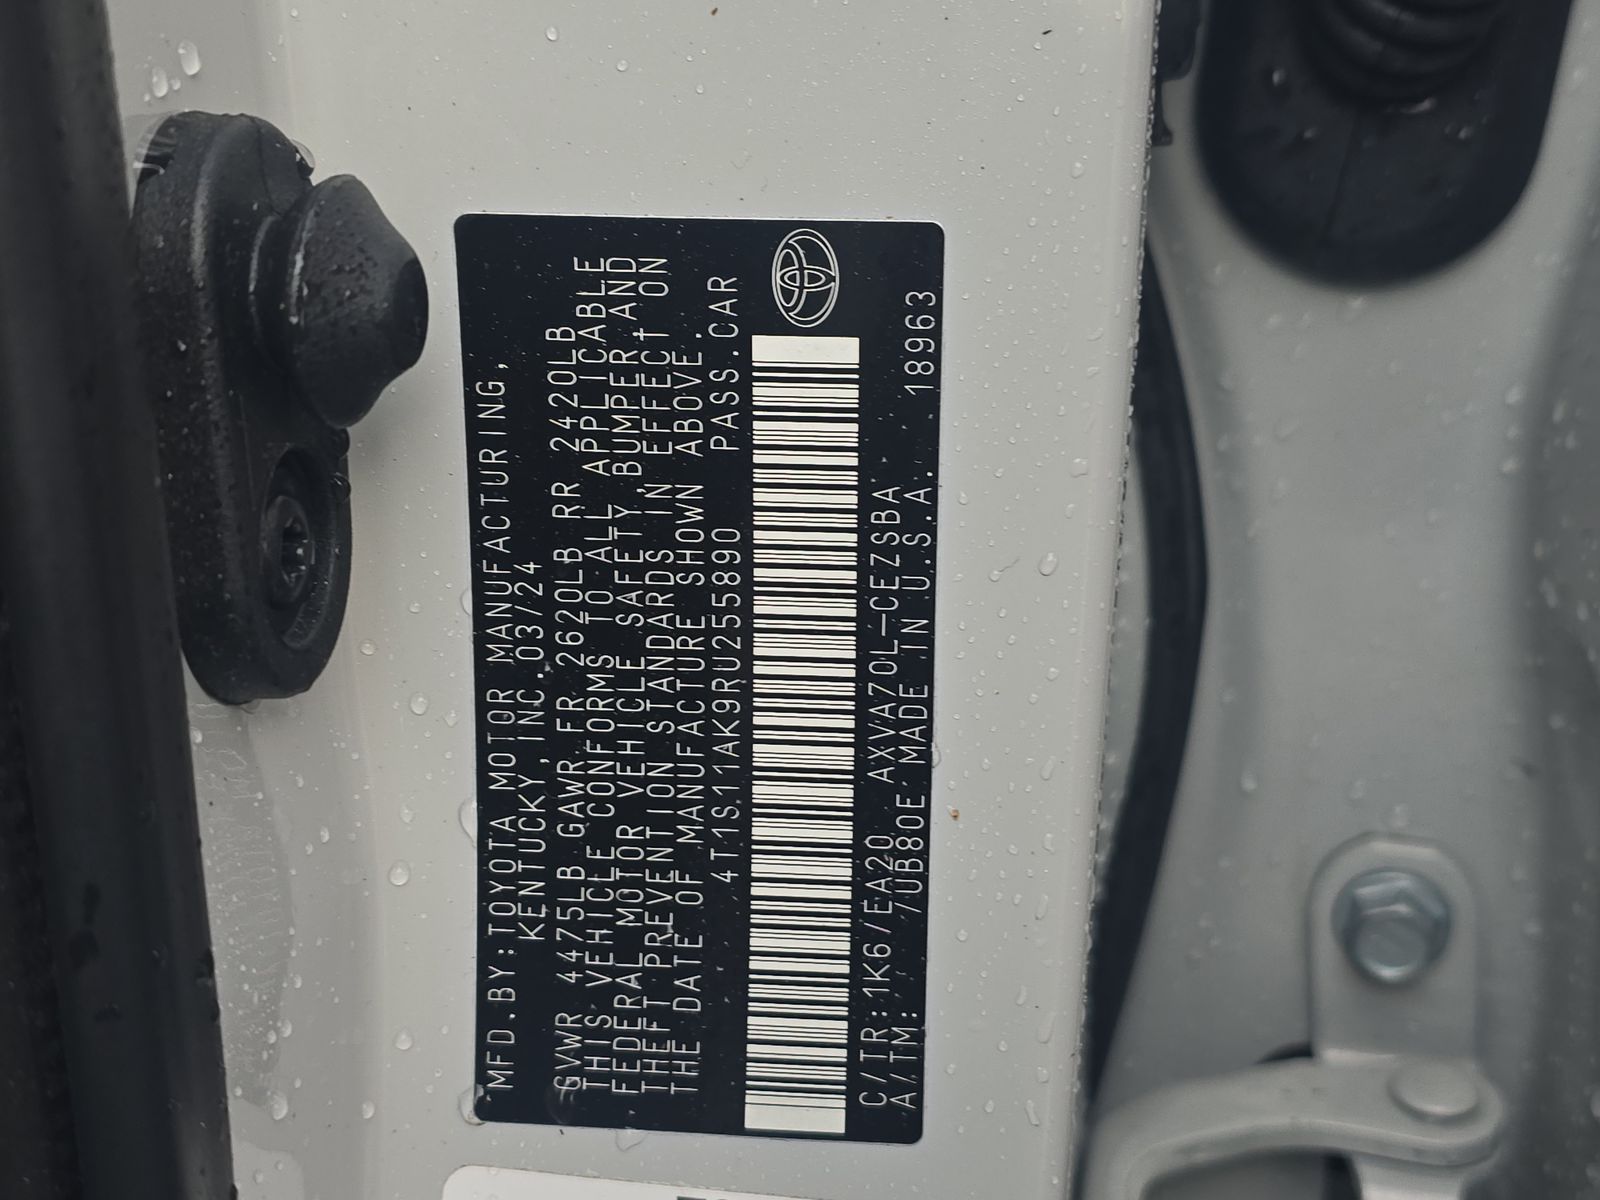 MFD.BY:TOYOTA MOTOR MANUFACTURING,
KENTUCKY, INC. 03/24
GVWR 4475LB GAWR FR 2620LB RR 2420LB
THIS VEHICLE CONFORMS TO ALL APPLICABLE
FEDERAL MOTOR VEHICLE SAFETY, BUMPER, AND
THEFT PREVENTION STANDARDS IN EFFECT ON
THE DATE OF MANUFACTURE SHOWN ABOVE.
4T1S11AK9RU255890 PASS.CAR
C/TR:1K6/EA20 AXVA70L-CEZSBA
A/TM: /UB80E MADE IN U.S.A. 18963